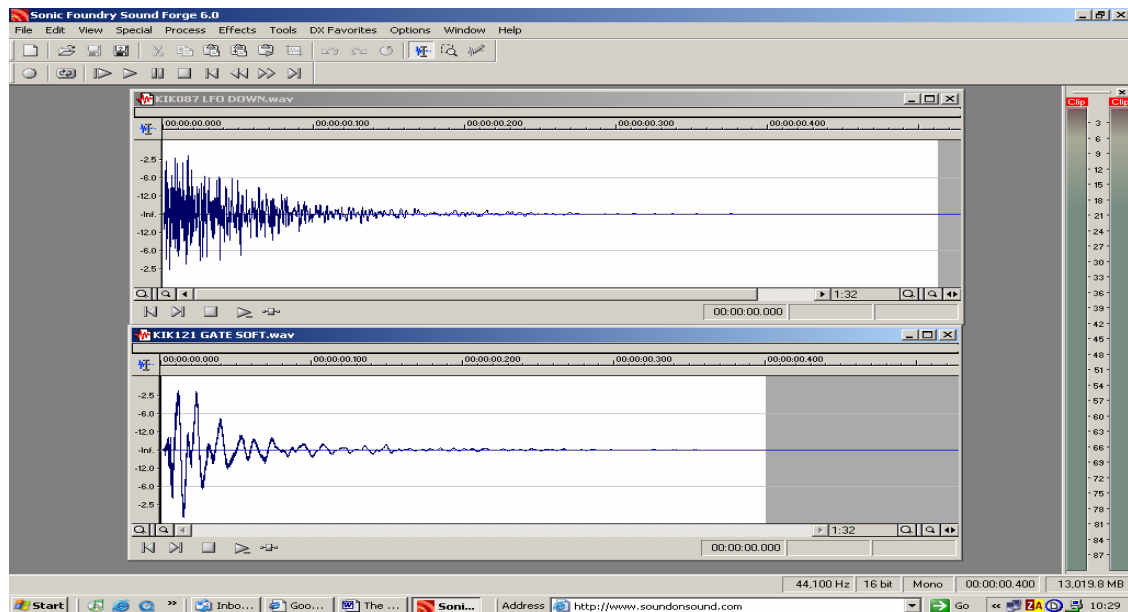 Sonic Foundry Sound Forge 6.0
File Edit View Special Process Effects Tools DX Favorites Options Window Help
KIK087 LFO DOWN.wav
Clip Clip
00:00:00.000 00:00:00.100 00:00:00.200 00:00:00.300 00:00:00.400
-2.5
-6.0
-12.0
-Inf.
-12.0
-6.0
-2.5
1:32
00:00:00.000
KIK121 GATE SOFT.wav
00:00:00.000 00:00:00.100 00:00:00.200 00:00:00.300 00:00:00.400
-2.5
-6.0
-12.0
-Inf.
-12.0
-6.0
-2.5
1:32
00:00:00.000
- 3 -
- 6 -
- 9 -
- 12 -
- 15 -
- 18 -
- 21 -
- 24 -
- 27 -
- 30 -
- 33 -
- 36 -
- 39 -
- 42 -
- 45 -
- 48 -
- 51 -
- 54 -
- 57 -
- 60 -
- 63 -
- 66 -
- 69 -
- 72 -
- 75 -
- 78 -
- 81 -
- 84 -
- 87 -
44,100 Hz 16 bit Mono 00:00:00.400 13,019.8 MB
Start » Inbo... Goo... The ... Soni... Address http://www.soundonsound.com Go « ZA 10:29